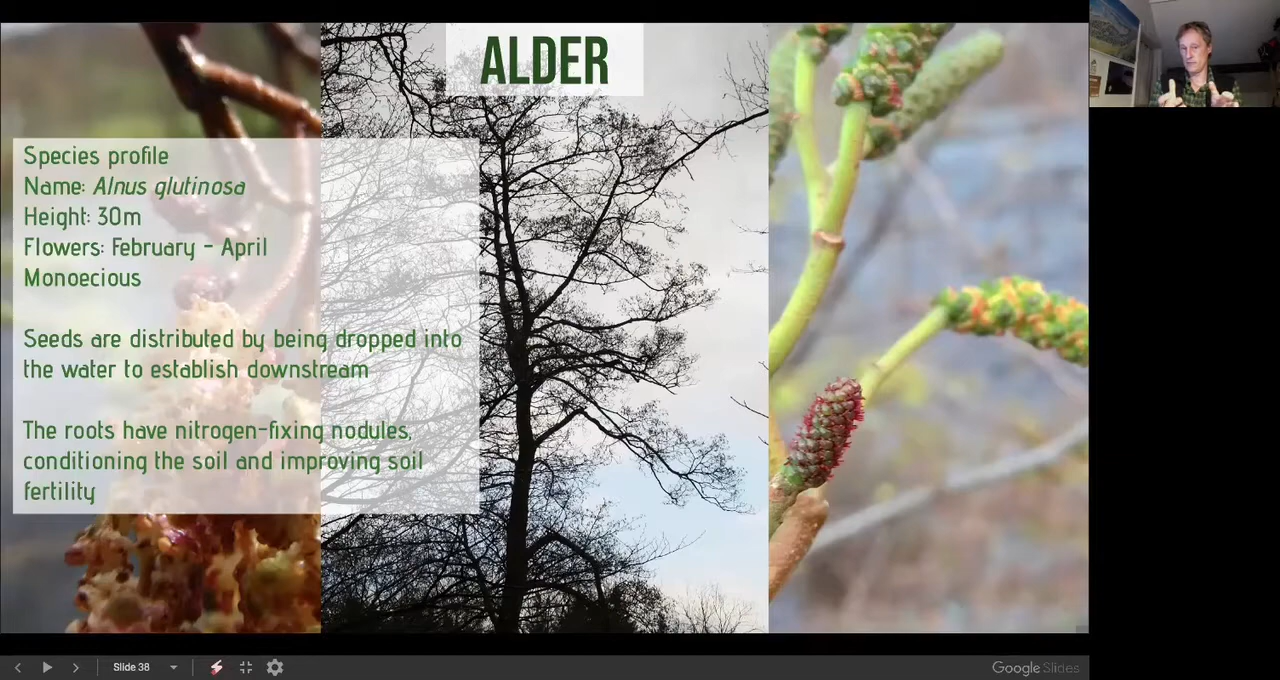 ALDER
Species profile
Name: Alnus glutinosa
Height: 30m
Flowers: February - April
Monoecious
Seeds are distributed by being dropped into
the water to establish downstream
The roots have nitrogen-fixing nodules,
conditioning the soil and improving soil
fertility
Slide 38
Google Slides